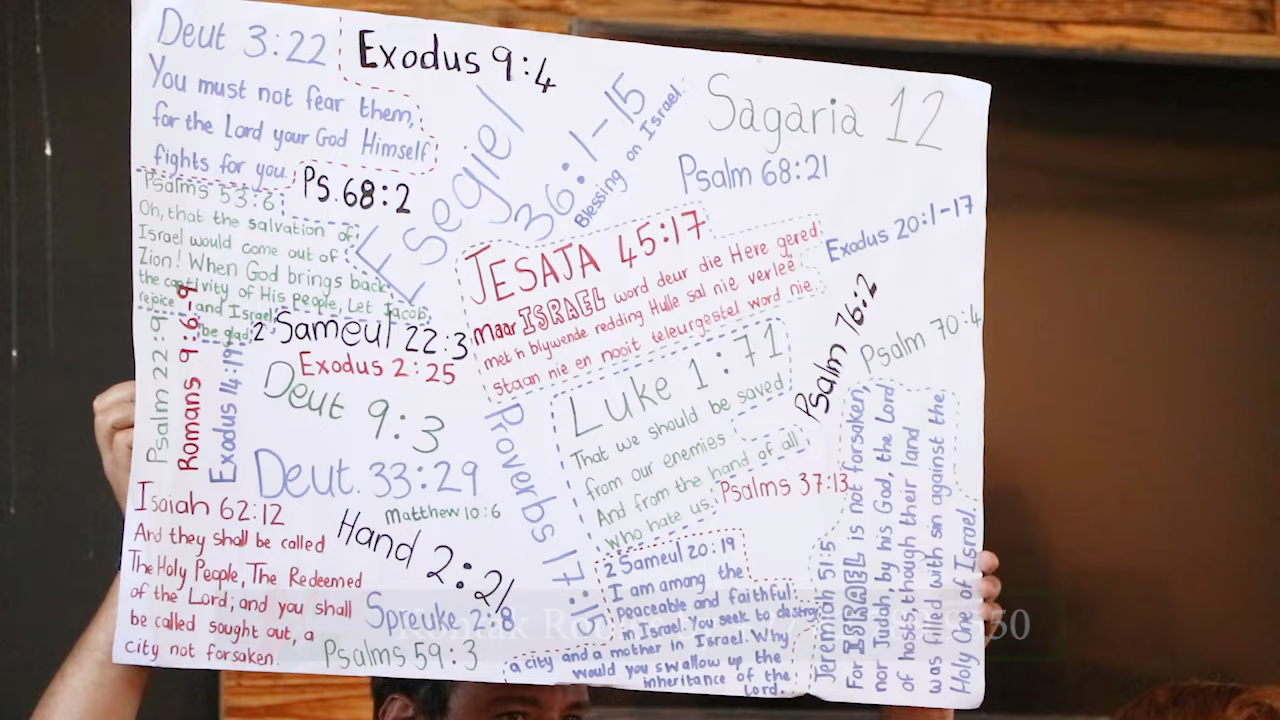 Deut 3:22
You must not fear them,
for the Lord your God Himself
fights for you.
Exodus 9:4
PS.68:2
Esegiel
36:1-15
Blessing on Israel.
Sagaria 12
Psalm 68:21
Exodus 20:1-17
Psalms 53:6
Oh, that the salvation of
Israel would come out of
Zion! When God brings back
the captivity of His people, Let Jacob,
rejoice and Israel
be glad.
JESAJA 45:17
maar ISRAEL word deur die Here gered
met 'n blywende redding Hulle sal nie verleë
staan nie en nooit teleurgestel word nie.
2 Sameul 22:3
Exodus 2:25
Psalm 22:9
Romans 9:6-9
Exodus 14:19
Deut 9:3
Deut. 33:29
Matthew 10:6
Proverbs 17:15
Luke 1:71
That we should be saved
from our enemies
And from the hand of all
who hate us.
Psalm 76:2
Psalm 70:4
Psalms 37:13
Isaiah 62:12
And they shall be called
The Holy People, The Redeemed
of the Lord; and you shall
be called sought out, a
city not forsaken.
Hand 2:21
Spreuke 2:8
Psalms 59:3
2 Sameul 20:19
I am amang the
peaceable and faithful
in Israel. You seek to destroy
a city and a mother in Israel. Why
would you swallow up the
inheritance of the
Lord.
Jeremiah 51:5
For ISRAEL is not forsaken,
nor Judah, by his God, the Lord
of hosts, though their land
was filled with sin against the
Holy One of Israel.